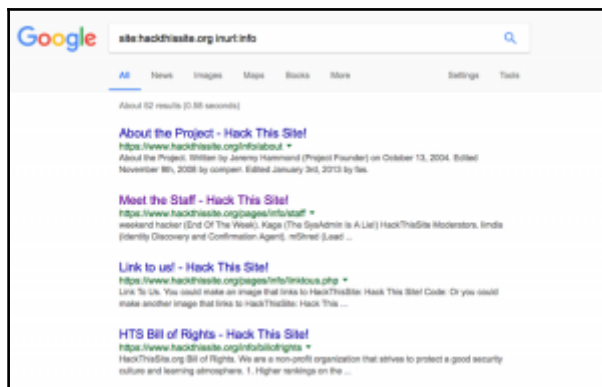 Google
site:hackthissite.org inurl:info
All News Images Maps Books More Settings Tools
About 52 results (0.88 seconds)
About the Project - Hack This Site!
https://www.hackthissite.org/info/about
About the Project. Written by Jeremy Hammond (Project Founder) on October 13, 2004. Edited
November 9th, 2008 by comperr. Edited January 3rd, 2013 by fas.
Meet the Staff - Hack This Site!
https://www.hackthissite.org/pages/info/staff
weekend hacker (End Of The Week). Kage (The SysAdmin Is A Lie!) HackThisSite Moderators.
(Identity Discovery and Confirmation Agent). mShred (Lead ...
Link to us! - Hack This Site!
https://www.hackthissite.org/pages/info/linktous.php
Link To Us. You could make an image that links to HackThisSite: Hack This Site! Code: Or you could
make another image that links to HackThisSite: Hack This ...
HTS Bill of Rights - Hack This Site!
https://www.hackthissite.org/info/billofrights
HackThisSite.org Bill of Rights. We are a non-profit organization that strives to protect a good security
culture and learning atmosphere. 1. Higher rankings on the ...